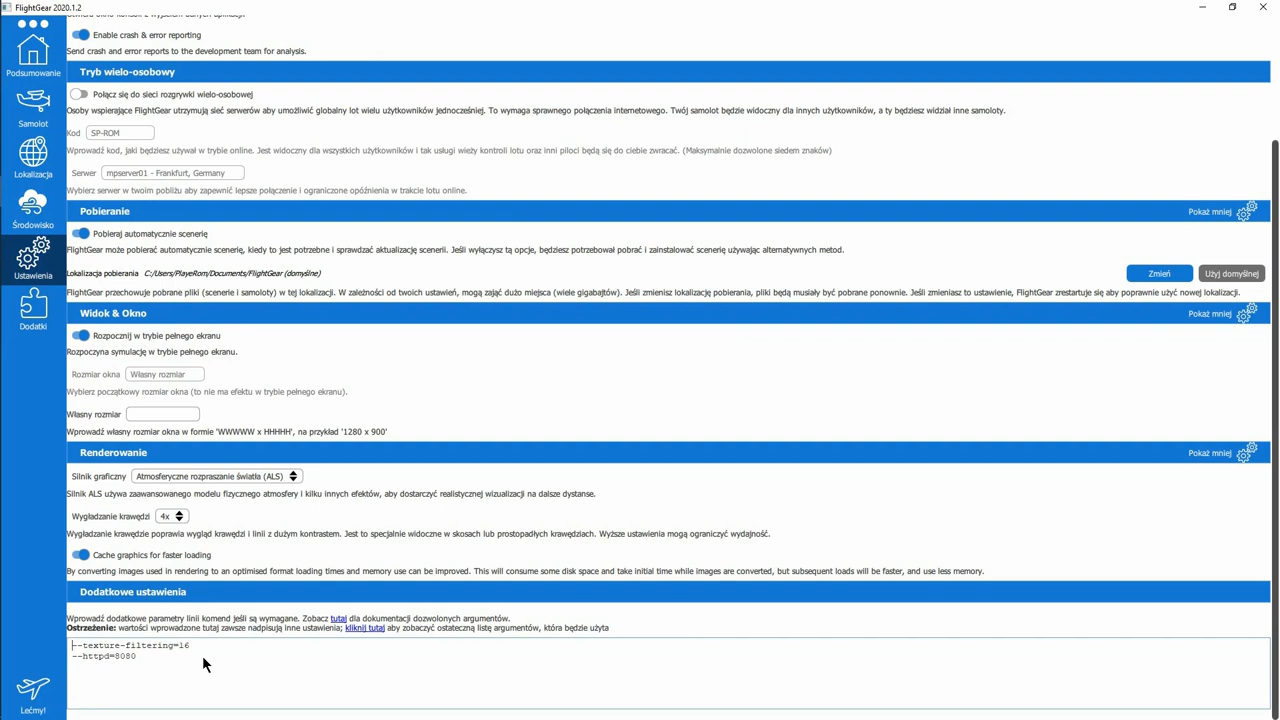 FlightGear 2020.1.2
Enable crash & error reporting
Send crash and error reports to the development team for analysis.
Tryb wielo-osobowy
Połącz się do sieci rozgrywki wielo-osobowej
Osoby wspierające FlightGear utrzymują sieć serwerów aby umożliwić globalny lot wielu użytkowników jednocześniej. To wymaga sprawnego połączenia internetowego. Twój samolot będzie widoczny dla innych użytkowników, a ty będziesz widział inne samoloty.
Kod SP-ROM
Wprowadź kod, jaki będziesz używał w trybie online. Jest widoczny dla wszystkich użytkowników i tak usługi wieży kontroli lotu oraz inni piloci będą się do ciebie zwracać. (Maksymalnie dozwolone siedem znaków)
Serwer mpserver01 - Frankfurt, Germany
Wybierz serwer w twoim pobliżu aby zapewnić lepsze połączenie i ograniczone opóźnienia w trakcie lotu online.
Pobieranie Pokaż mniej
Pobieraj automatycznie scenerię
FlightGear może pobierać automatycznie scenerie, kiedy to jest potrzebne i sprawdzać aktualizację scenerii. Jeśli wyłączysz tą opcje, będziesz potrzebował pobrać i zainstalować scenerię używając alternatywnych metod.
Lokalizacja pobierania C:/Users/PlayeRom/Documents/FlightGear (domyślne) Zmień Użyj domyślnej
FlightGear przechowuje pobrane pliki (scenerie i samoloty) w tej lokalizacji. W zależności od twoich ustawień, mogą zająć dużo miejsca (wiele gigabajtów). Jeśli zmienisz lokalizację pobierania, pliki będą musiały być pobrane ponownie. Jeśli zmieniasz to ustawienie, FlightGear zrestartuje się aby poprawnie użyć nowej lokalizacji.
Widok & Okno Pokaż mniej
Rozpocznij w trybie pełnego ekranu
Rozpoczyna symulację w trybie pełnego ekranu.
Rozmiar okna Własny rozmiar
Wybierz początkowy rozmiar okna (to nie ma efektu w trybie pełnego ekranu).
Własny rozmiar
Wprowadź własny rozmiar okna w formie 'WWWWW x HHHHH', na przykład '1280 x 900'
Renderowanie Pokaż mniej
Silnik graficzny Atmosferyczne rozpraszanie światła (ALS)
Silnik ALS używa zaawansowanego modelu fizycznego atmosfery i kilku innych efektów, aby dostarczyć realistycznej wizualizacji na dalsze dystanse.
Wygładzanie krawędzi 4x
Wygładzanie krawędzie poprawia wygląd krawędzi i linii z dużym kontrastem. Jest to specjalnie widoczne w skosach lub prostopadłych krawędziach. Wyższe ustawienia mogą ograniczyć wydajność.
Cache graphics for faster loading
By converting images used in rendering to an optimised format loading times and memory use can be improved. This will consume some disk space and take initial time while images are converted, but subsequent loads will be faster, and use less memory.
Dodatkowe ustawienia
Wprowadź dodatkowe parametry linii komend jeśli są wymagane. Zobacz tutaj dla dokumentacji dozwolonych argumentów.
Ostrzeżenie: wartości wprowadzone tutaj zawsze nadpisują inne ustawienia; kliknij tutaj aby zobaczyć ostateczną listę argumentów, która będzie użyta
--texture-filtering=16
--httpd=8080
Podsumowanie
Samolot
Lokalizacja
Środowisko
Ustawienia
Dodatki
Lećmy!